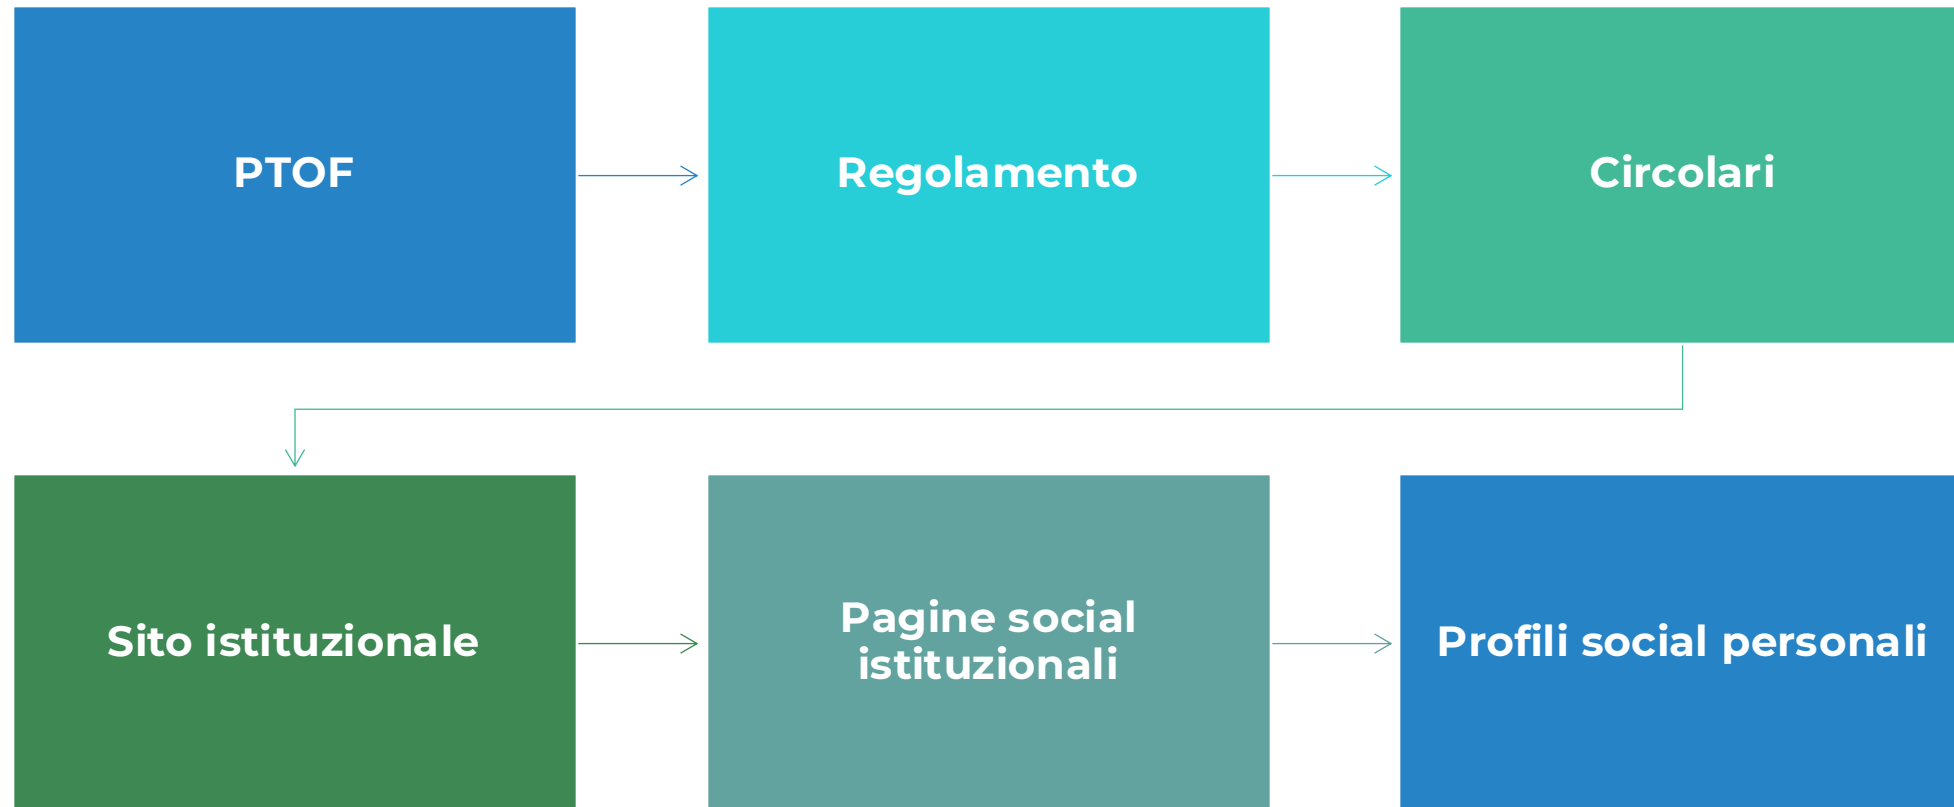 PTOF
Regolamento
Circolari
Sito istituzionale
Pagine social
istituzionali
Profili social personali